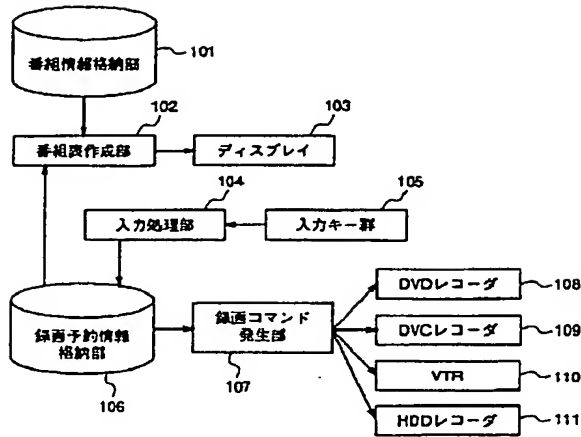 番組情報格納部
101
102
103
番組表作成部
ディスプレイ
104
105
入力処理部
入力キー群
録画予約情報
格納部
106
録画コマンド
発生部
107
DVDレコーダ
108
DVCレコーダ
109
VTR
110
HDDレコーダ
111